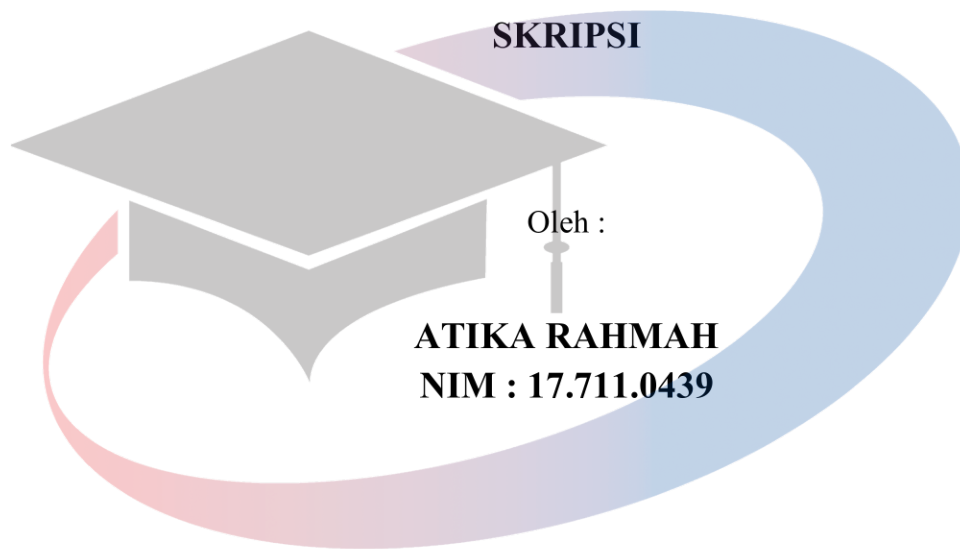 SKRIPSI
Oleh :
ATIKA RAHMAH
NIM : 17.711.0439